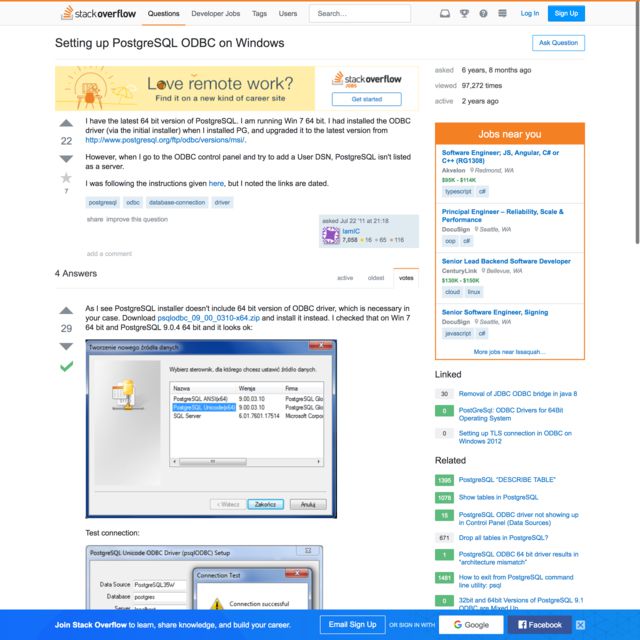 stackoverflow Questions Developer Jobs Tags Users Search... Log In Sign Up
Setting up PostgreSQL ODBC on Windows
Ask Question
asked 6 years, 8 months ago
viewed 97,272 times
active 2 years ago
Love remote work?
Find it on a new kind of career site
stackoverflow
JOBS
Get started
22
7
I have the latest 64 bit version of PostgreSQL. I am running Win 7 64 bit. I had installed the ODBC
driver (via the initial installer) when I installed PG, and upgraded it to the latest version from
http://www.postgresql.org/ftp/odbc/versions/msi/.
However, when I go to the ODBC control panel and try to add a User DSN, PostgreSQL isn't listed
as a server.
I was following the instructions given here, but I noted the links are dated.
postgresql odbc database-connection driver
share improve this question
asked Jul 22 '11 at 21:18
IamIC
7,058 16 65 116
add a comment
Jobs near you
Software Engineer; JS, Angular, C# or
C++ (RG1308)
Akvelon Redmond, WA
$95K - $114K
typescript c#
Principal Engineer – Reliability, Scale &
Performance
DocuSign Seattle, WA
oop c#
Senior Lead Backend Software Developer
CenturyLink Bellevue, WA
$130K - $150K
cloud linux
Senior Software Engineer, Signing
DocuSign Seattle, WA
javascript c#
More jobs near Issaquah...
4 Answers
active oldest votes
29
As I see PostgreSQL installer doesn't include 64 bit version of ODBC driver, which is necessary in
your case. Download psqlodbc_09_00_0310-x64.zip and install it instead. I checked that on Win 7
64 bit and PostgreSQL 9.0.4 64 bit and it looks ok:
Tworzenie nowego źródła danych
Wybierz sterownik, dla którego chcesz ustawić źródło danych.
Nazwa Wersja Firma
PostgreSQL ANSI(x64) 9.00.03.10 PostgreSQL Glo
PostgreSQL Unicode(x64) 9.00.03.10 PostgreSQL Glo
SQL Server 6.01.7601.17514 Microsoft Corpor
< Wstecz Zakończ Anuluj
Test connection:
PostgreSQL Unicode ODBC Driver (psqlODBC) Setup
Data Source PostgreSQL35W
Database postgres
Connection Test
Connection successful
Linked
30 Removal of JDBC ODBC bridge in java 8
0 PostGreSql: ODBC Drivers for 64Bit
Operating System
0 Setting up TLS connection in ODBC on
Windows 2012
Related
1395 PostgreSQL "DESCRIBE TABLE"
1078 Show tables in PostgreSQL
15 PostgreSQL ODBC driver not showing up
in Control Panel (Data Sources)
671 Drop all tables in PostgreSQL?
1 PostgreSQL ODBC 64 bit driver results in
"architecture mismatch"
1481 How to exit from PostgreSQL command
line utility: psql
0 32bit and 64bit Versions of PostgreSQL 9.1
ODBC are Mixed Up
Join Stack Overflow to learn, share knowledge, and build your career. Email Sign Up OR SIGN IN WITH Google Facebook